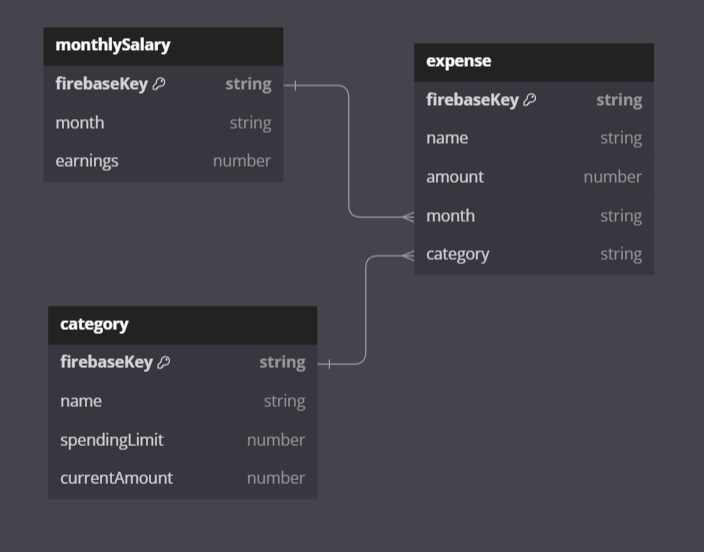 monthlySalary
firebaseKey string
month string
earnings number
expense
firebaseKey string
name string
amount number
month string
category string
category
firebaseKey string
name string
spendingLimit number
currentAmount number